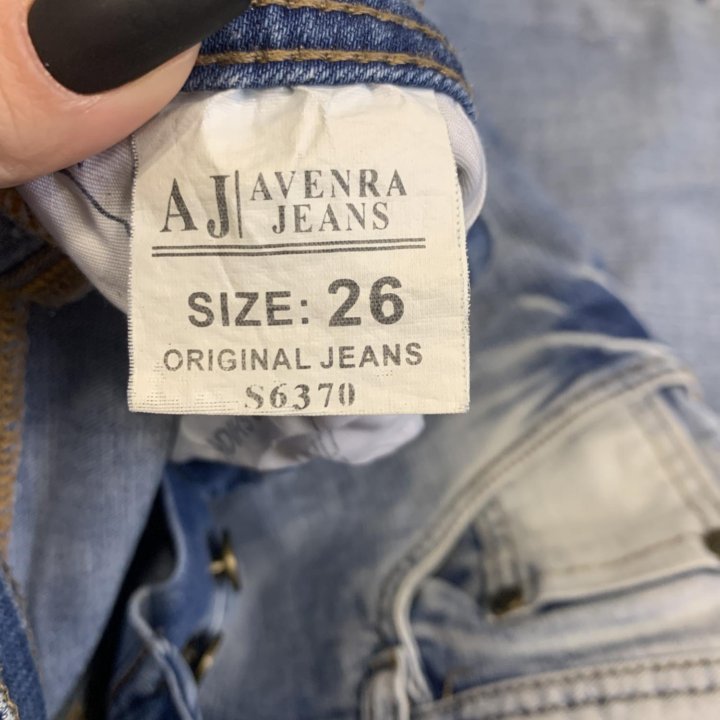 AJ AVENRA
JEANS
SIZE: 26
ORIGINAL JEANS
S6370